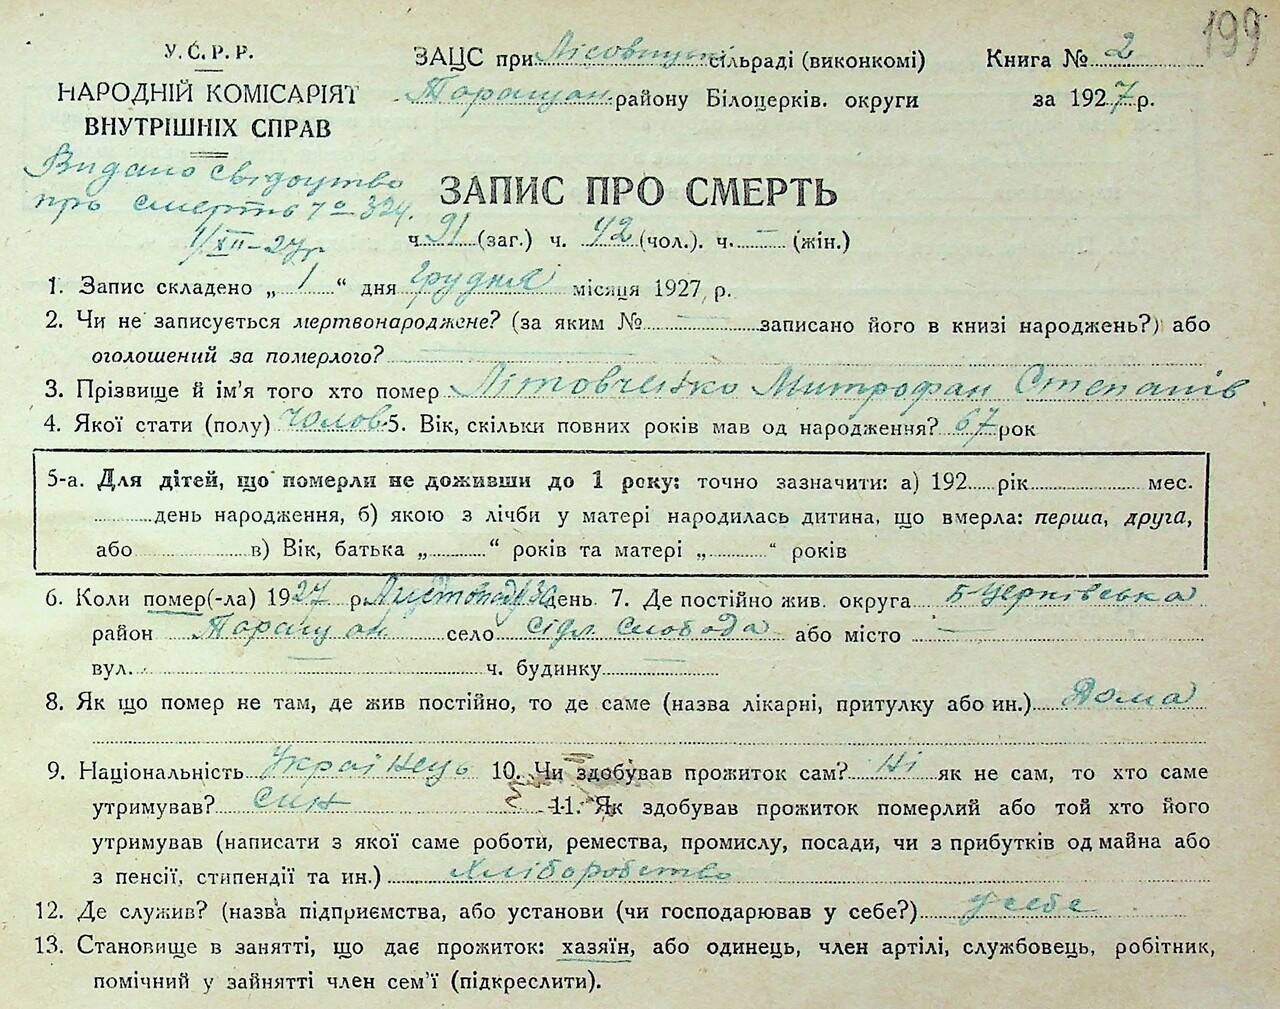 199
У.С.Р.Р.
НАРОДНІЙ КОМІСАРІЯТ
ВНУТРІШНІХ СПРАВ
ЗАЦС при Лісовицькі сільраді (виконкомі)
Таращан. району Білоцерків. округи
Книга № 2
за 1927 р.
Видано свідоцтво
про смерть 324.
1/XII-27р
ЗАПИС ПРО СМЕРТЬ
ч. 91 (заг.) ч. 42 (чол.). ч. — (жін.)
1. Запис складено „ 1 “ дня грудня місяця 1927 р.
2. Чи не записується мертвонароджене? (за яким № — записано його в книзі народжень?) або
оголошений за померлого? —
3. Прізвище й ім'я того хто помер Літовченко Митрофан Степанів
4. Якої стати (полу) чолов 5. Вік, скільки повних років мав од народження? 67 рок
5-а. Для дітей, що померли не доживши до 1 року: точно зазначити: а) 192 рік мес.
день народження, б) якою з лічби у матері народилась дитина, що вмерла: перша, друга,
або в) Вік, батька „ “ років та матері „ “ років
6. Коли помер(-ла) 1927 р. Листопад 30 день. 7. Де постійно жив. округа Б Церківська
район Таращан село Слобода або місто —
вул. — ч. будинку —
8. Як що помер не там, де жив постійно, то де саме (назва лікарні, притулку або ин.) Дома
9. Національність Українець 10. Чи здобував прожиток сам? Ні як не сам, то хто саме
утримував? син 11. Як здобував прожиток померлий або той хто його
утримував (написати з якої саме роботи, ремества, промислу, посади, чи з прибутків од майна або
з пенсії, стипендії та ин.) Хліборобство
12. Де служив? (назва підприємства, або установи (чи господарював у себе?) у себе
13. Становище в занятті, що дає прожиток: хазяїн, або одинець, член артілі, службовець, робітник,
помічний у зайнятті член сем'ї (підкреслити).